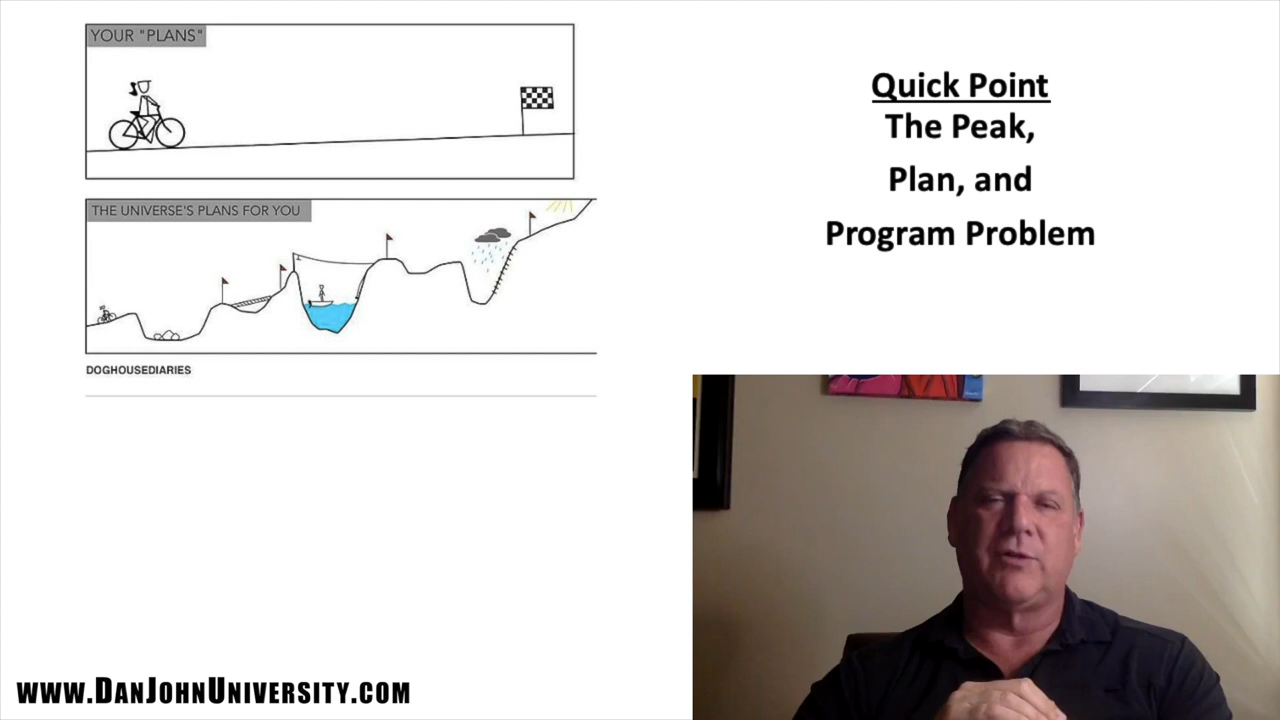 YOUR "PLANS"
THE UNIVERSE'S PLANS FOR YOU
DOGHOUSEDIARIES
Quick Point
The Peak,
Plan, and
Program Problem
WWW.DANJOHNUNIVERSITY.COM